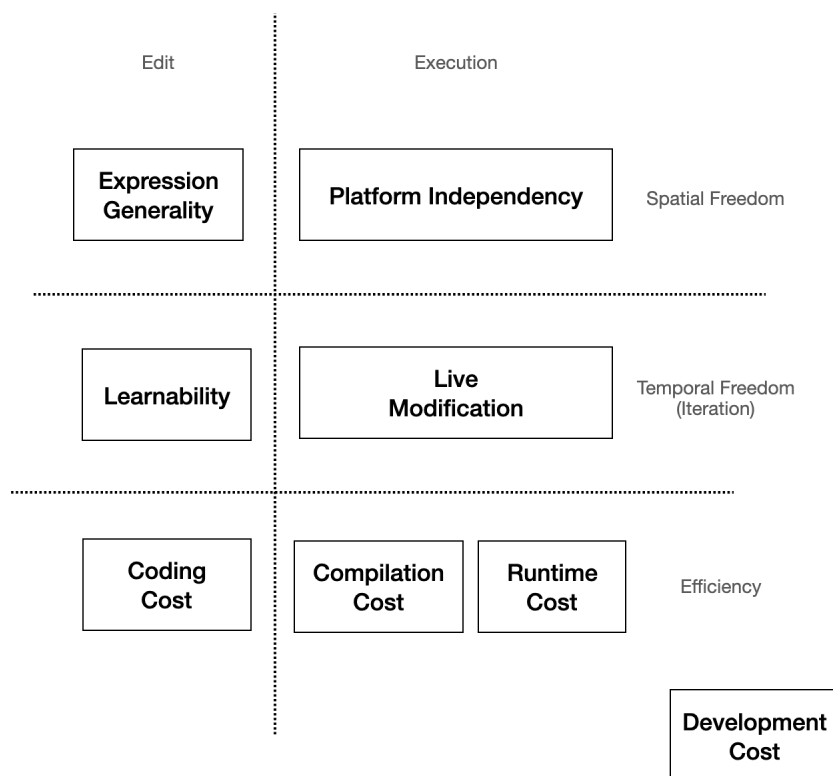 Edit
Execution
Expression
Generality
Platform Independency
Spatial Freedom
Learnability
Live
Modification
Temporal Freedom
(Iteration)
Coding
Cost
Compilation
Cost
Runtime
Cost
Efficiency
Development
Cost